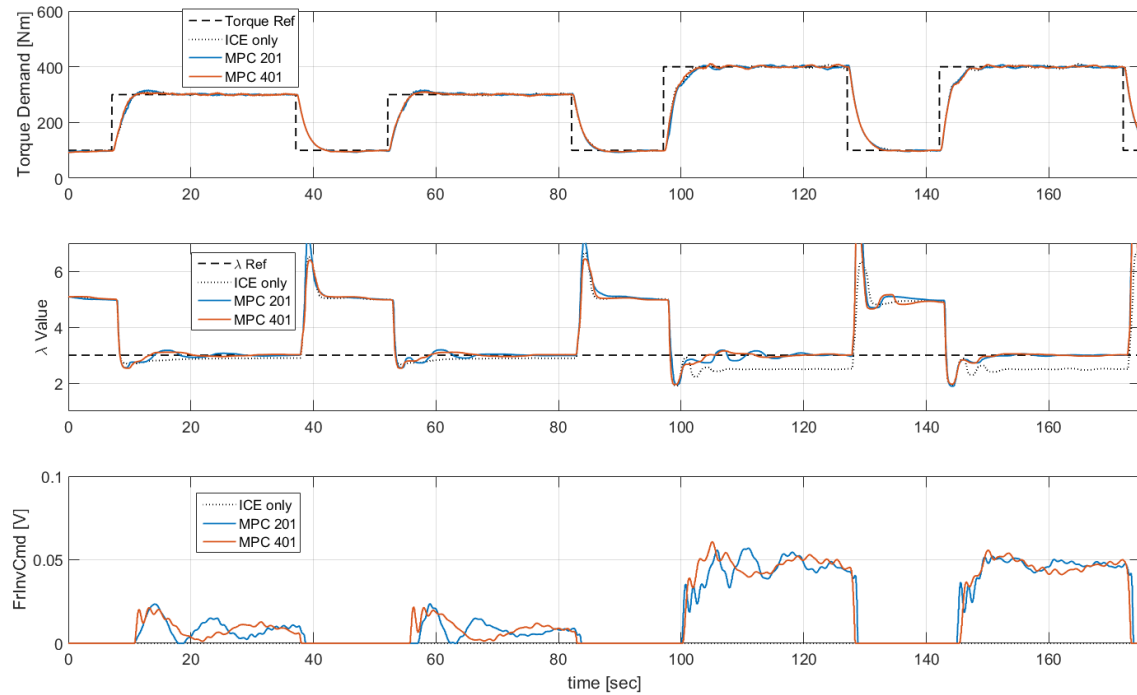 600
400
200
0
Torque Demand [Nm]
Torque Ref
ICE only
MPC 201
MPC 401
0 20 40 60 80 100 120 140 160
6
4
2
λ Value
λ Ref
ICE only
MPC 201
MPC 401
0 20 40 60 80 100 120 140 160
0.1
0.05
0
FrInvCmd [V]
ICE only
MPC 201
MPC 401
0 20 40 60 80 100 120 140 160
time [sec]